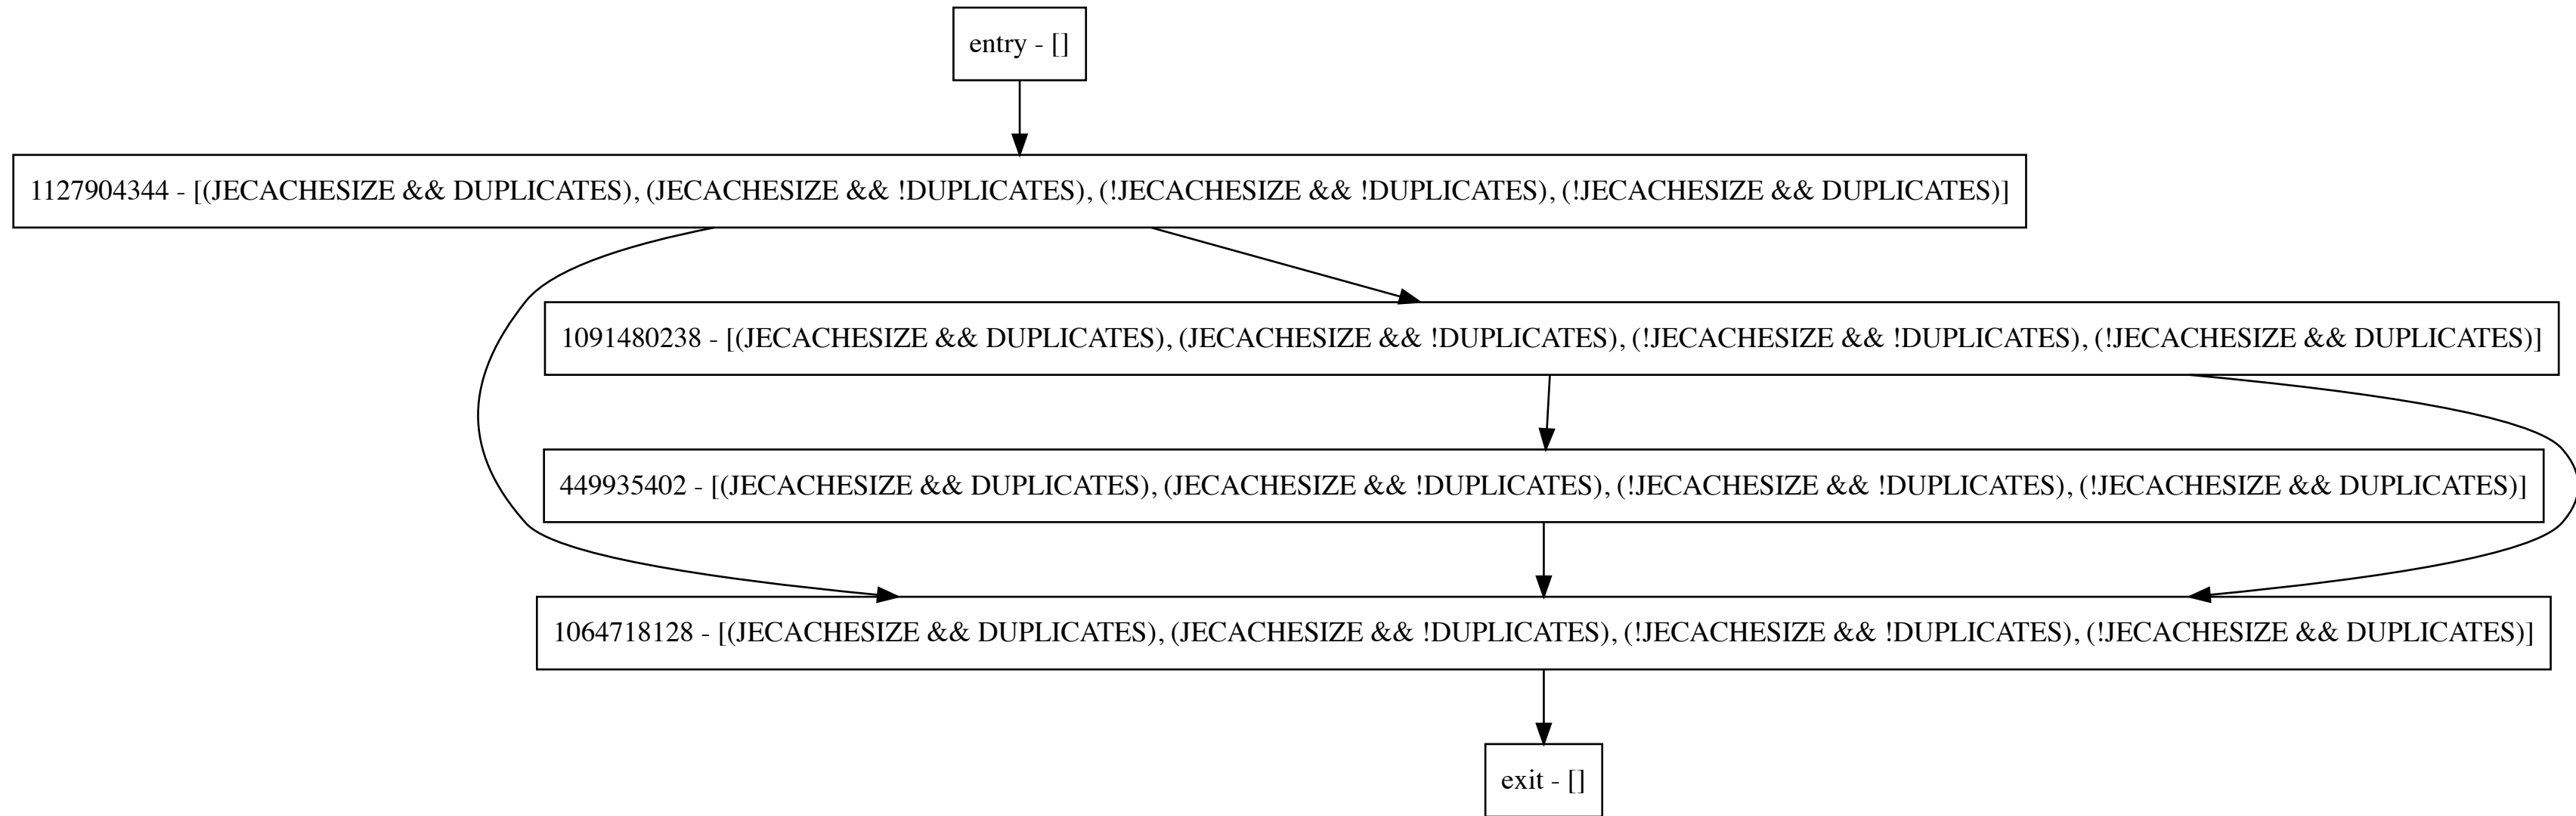 entry - []
1127904344 - [(JECACHESIZE && DUPLICATES), (JECACHESIZE && !DUPLICATES), (!JECACHESIZE && !DUPLICATES), (!JECACHESIZE && DUPLICATES)]
1091480238 - [(JECACHESIZE && DUPLICATES), (JECACHESIZE && !DUPLICATES), (!JECACHESIZE && !DUPLICATES), (!JECACHESIZE && DUPLICATES)]
449935402 - [(JECACHESIZE && DUPLICATES), (JECACHESIZE && !DUPLICATES), (!JECACHESIZE && !DUPLICATES), (!JECACHESIZE && DUPLICATES)]
1064718128 - [(JECACHESIZE && DUPLICATES), (JECACHESIZE && !DUPLICATES), (!JECACHESIZE && !DUPLICATES), (!JECACHESIZE && DUPLICATES)]
exit - []